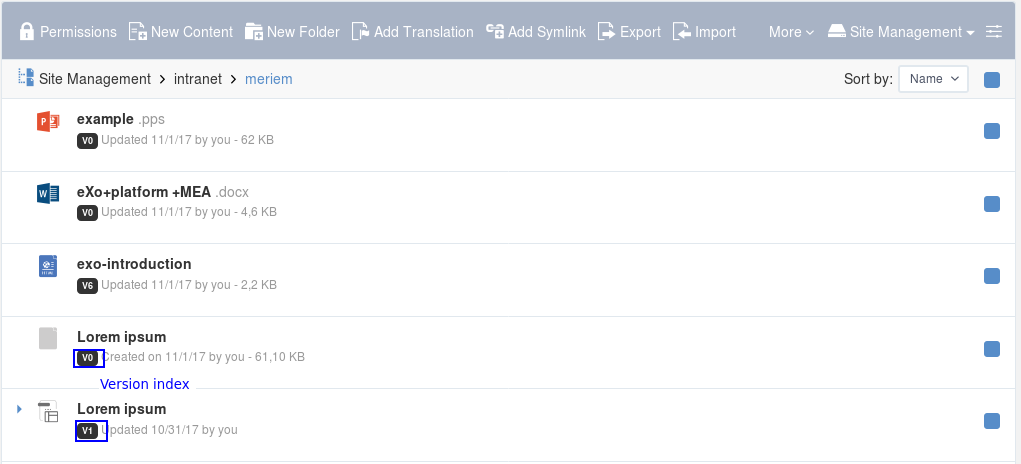 Permissions New Content New Folder Add Translation Add Symlink Export Import More Site Management
Site Management intranet meriem Sort by: Name
example .pps
V0 Updated 11/1/17 by you - 62 KB
eXo+platform +MEA .docx
V0 Updated 11/1/17 by you - 4,6 KB
exo-introduction
V6 Updated 11/1/17 by you - 2,2 KB
Lorem ipsum
V0 Created on 11/1/17 by you - 61,10 KB
Version index
Lorem ipsum
V1 Updated 10/31/17 by you